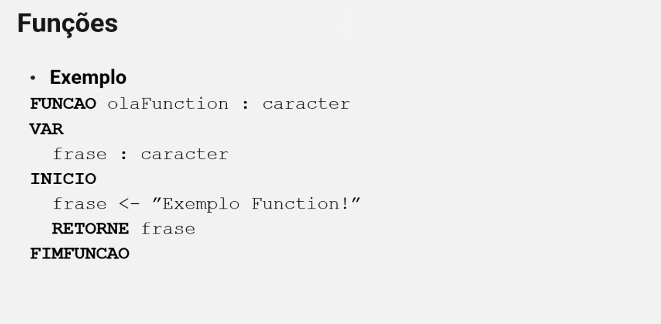 Funções
• Exemplo
FUNCAO olaFunction : caracter
VAR
frase : caracter
INICIO
frase <- ”Exemplo Function!”
RETORNE frase
FIMFUNCAO